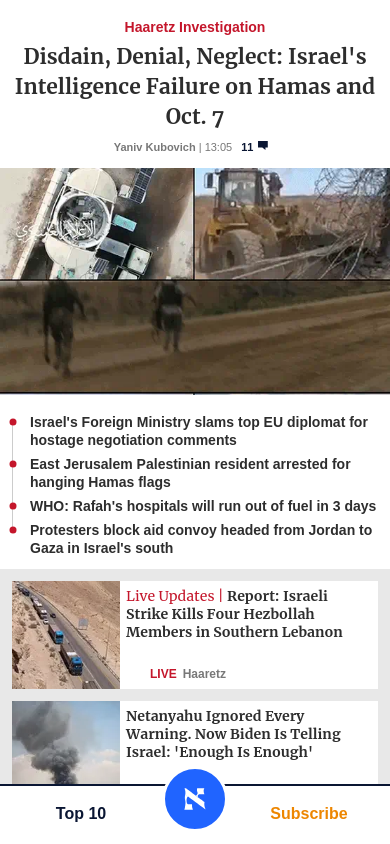 Haaretz Investigation
Disdain, Denial, Neglect: Israel's
Intelligence Failure on Hamas and
Oct. 7
Yaniv Kubovich | 13:05 11
Israel's Foreign Ministry slams top EU diplomat for
hostage negotiation comments
East Jerusalem Palestinian resident arrested for
hanging Hamas flags
WHO: Rafah's hospitals will run out of fuel in 3 days
Protesters block aid convoy headed from Jordan to
Gaza in Israel's south
Live Updates | Report: Israeli
Strike Kills Four Hezbollah
Members in Southern Lebanon
LIVE Haaretz
Netanyahu Ignored Every
Warning. Now Biden Is Telling
Israel: 'Enough Is Enough'
Top 10
Subscribe